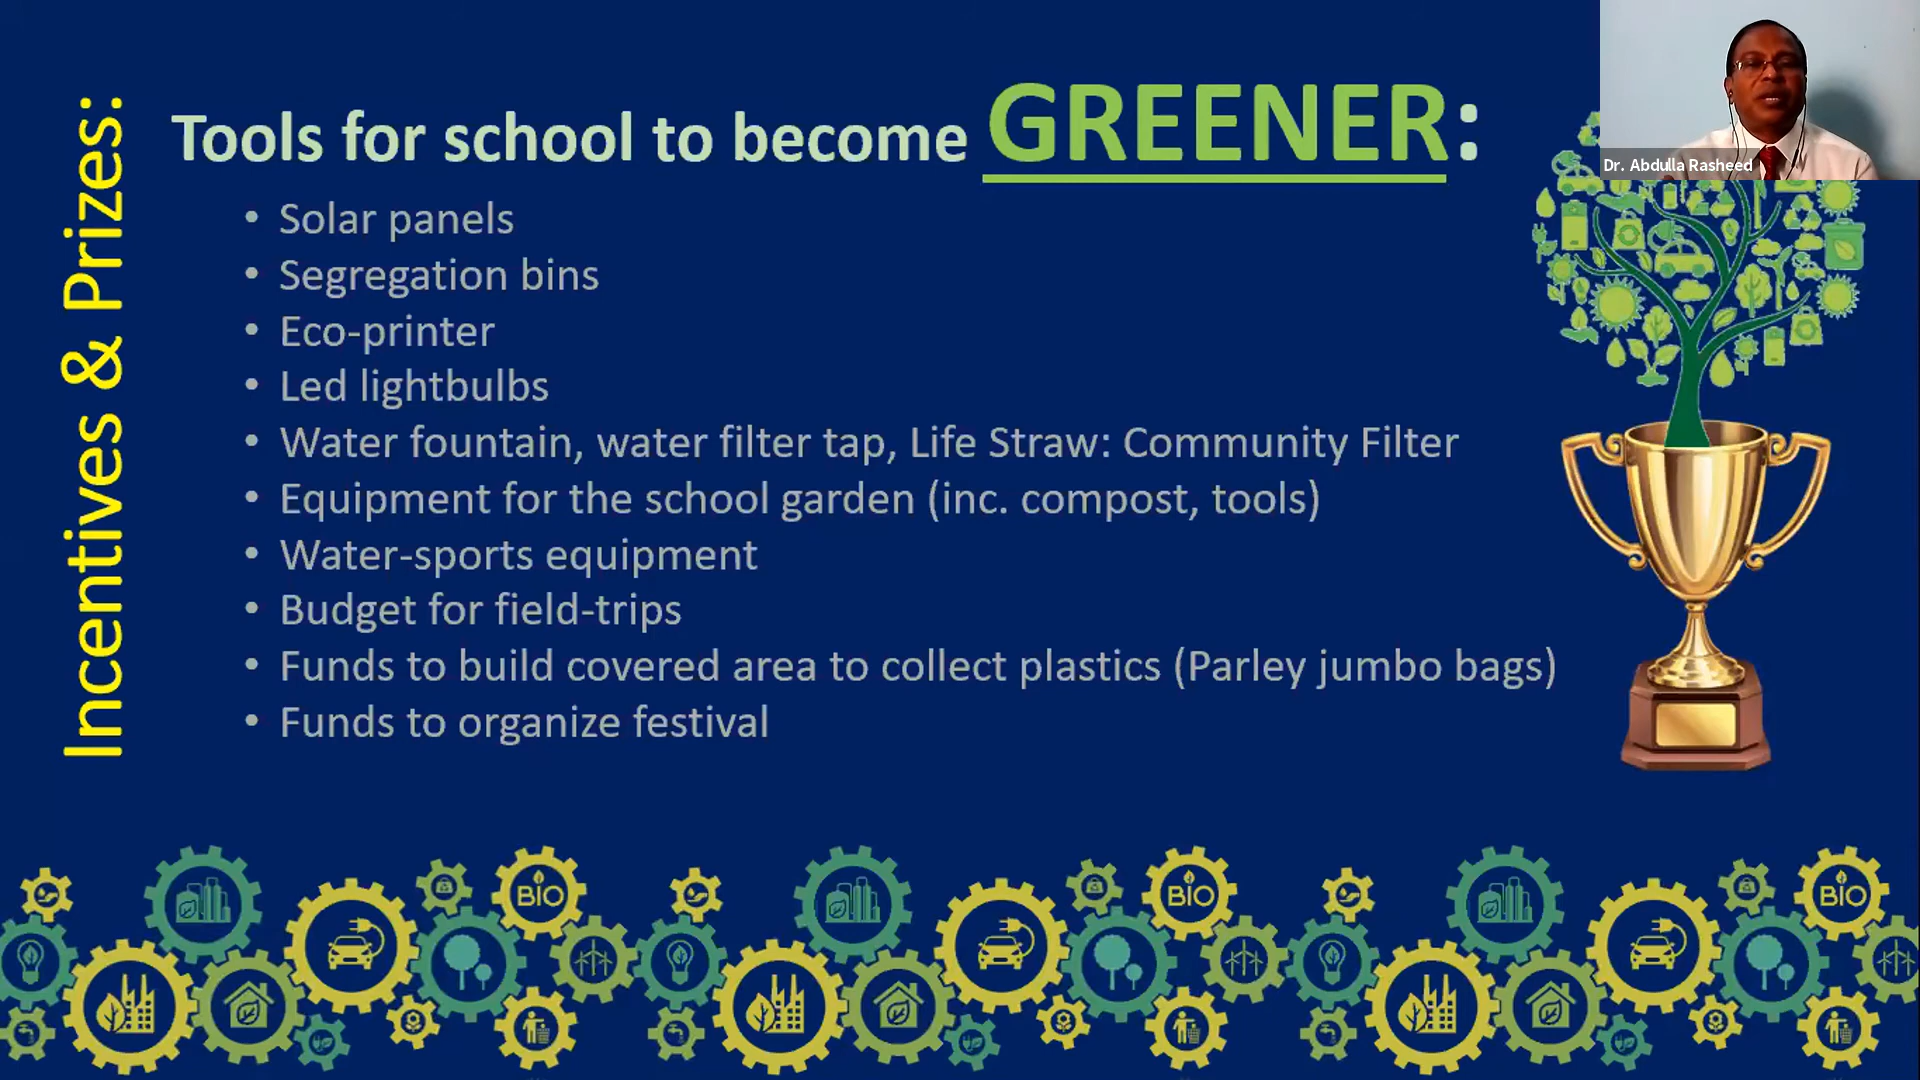 Incentives & Prizes:
Tools for school to become GREENER:
• Solar panels
• Segregation bins
• Eco-printer
• Led lightbulbs
• Water fountain, water filter tap, Life Straw: Community Filter
• Equipment for the school garden (inc. compost, tools)
• Water-sports equipment
• Budget for field-trips
• Funds to build covered area to collect plastics (Parley jumbo bags)
• Funds to organize festival
Dr. Abdulla Rasheed
BIO
BIO
BIO